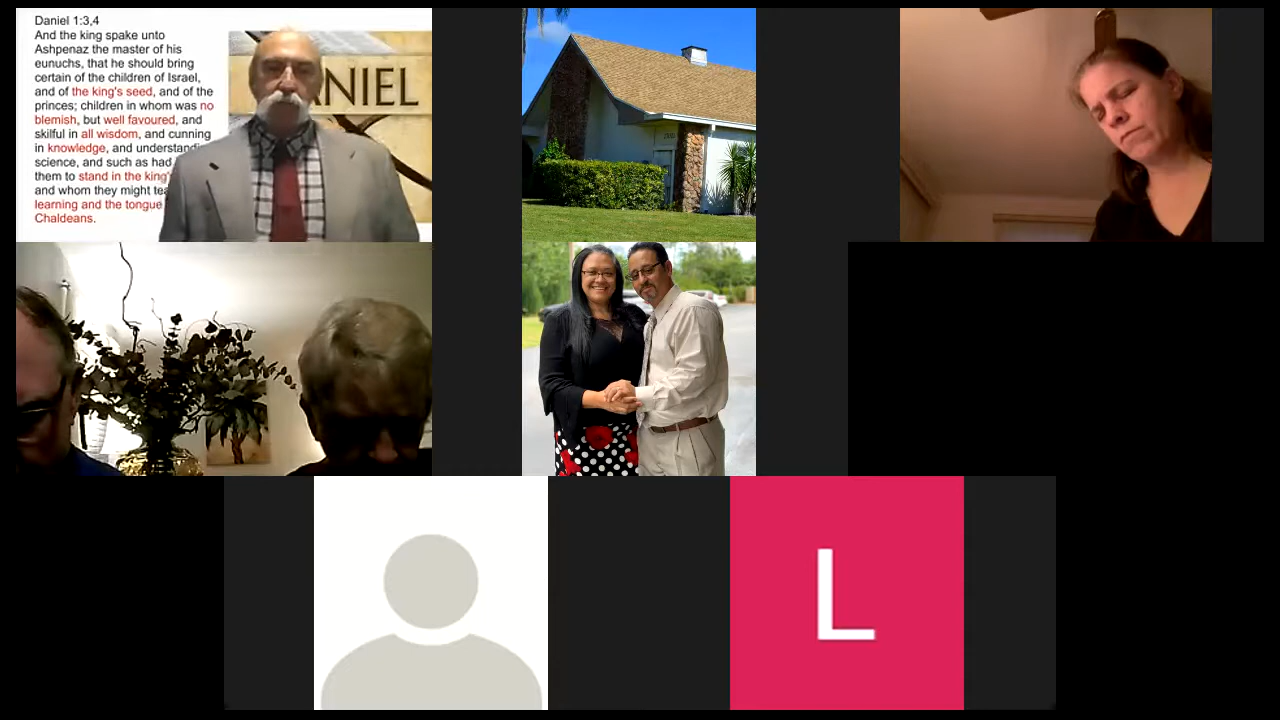 Daniel 1:3,4
And the king spake unto
Ashpenaz the master of his
eunuchs, that he should bring
certain of the children of Israel,
and of the king's seed, and of the
princes; children in whom was no
blemish, but well favoured, and
skilful in all wisdom, and cunning
in knowledge, and understandi
science, and such as had
them to stand in the king'
and whom they might tea
learning and the tongue
Chaldeans.
ANIEL
L